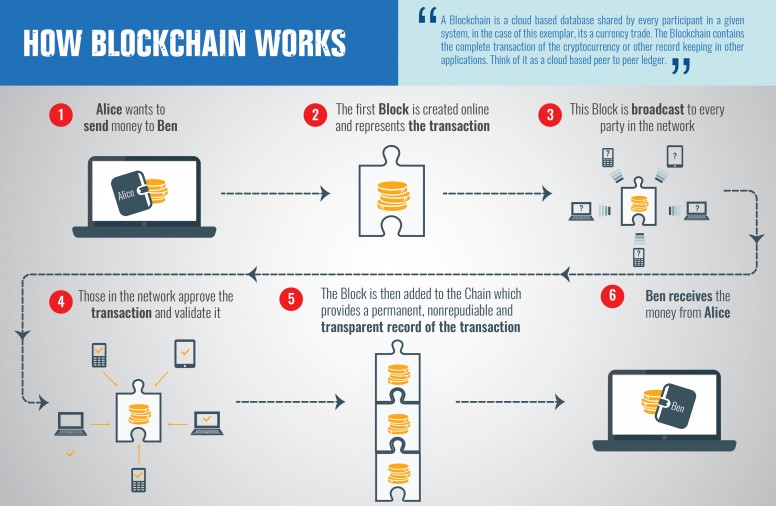 HOW BLOCKCHAIN WORKS
“ A Blockchain is a cloud based database shared by every participant in a given
system, in the case of this exemplar, its a currency trade. The Blockchain contains
the complete transaction of the cryptocurrency or other record keeping in other
applications. Think of it as a cloud based peer to peer ledger. ”
1
Alice wants to
send money to Ben
Alice
2
The first Block is created online
and represents the transaction
3
This Block is broadcast to every
party in the network
?
?
?
?
?
4
Those in the network approve the
transaction and validate it
5
The Block is then added to the Chain which
provides a permanent, nonrepudiable and
transparent record of the transaction
6
Ben receives the
money from Alice
Ben